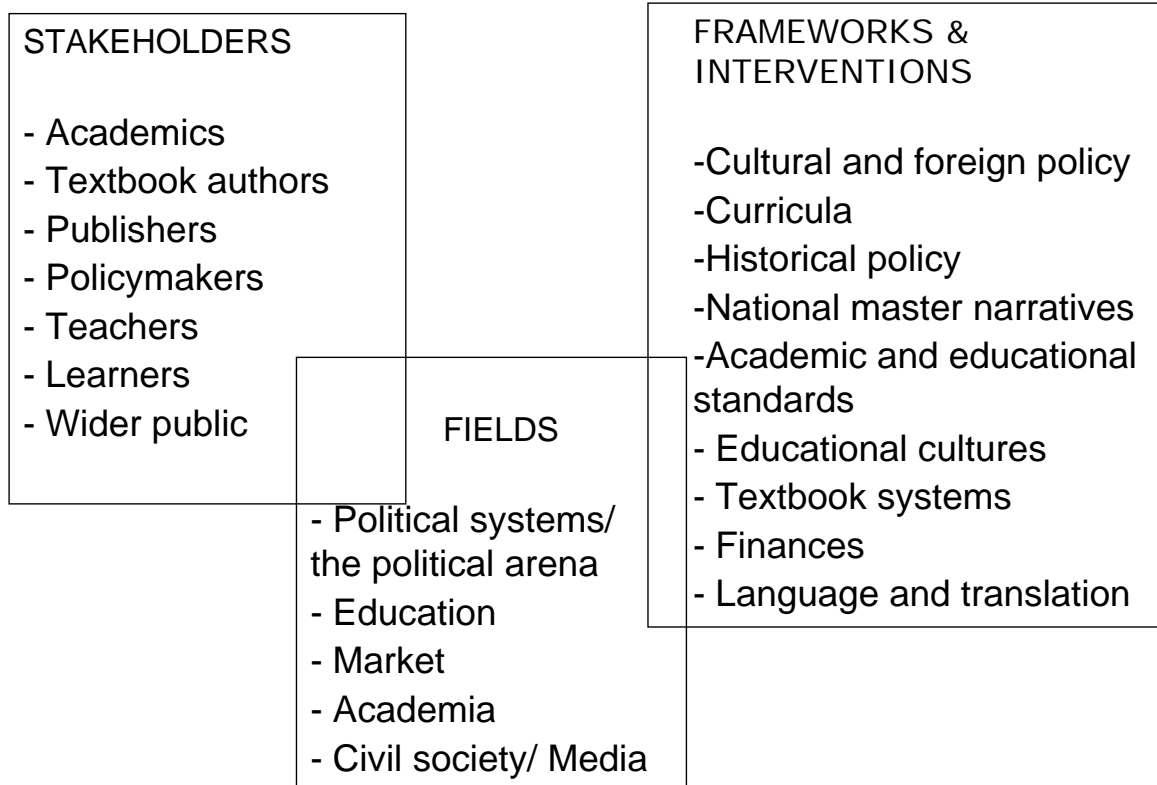 STAKEHOLDERS
- Academics
- Textbook authors
- Publishers
- Policymakers
- Teachers
- Learners
- Wider public
FIELDS
- Political systems/
the political arena
- Education
- Market
- Academia
- Civil society/ Media
FRAMEWORKS &
INTERVENTIONS
-Cultural and foreign policy
-Curricula
-Historical policy
-National master narratives
-Academic and educational
standards
- Educational cultures
- Textbook systems
- Finances
- Language and translation